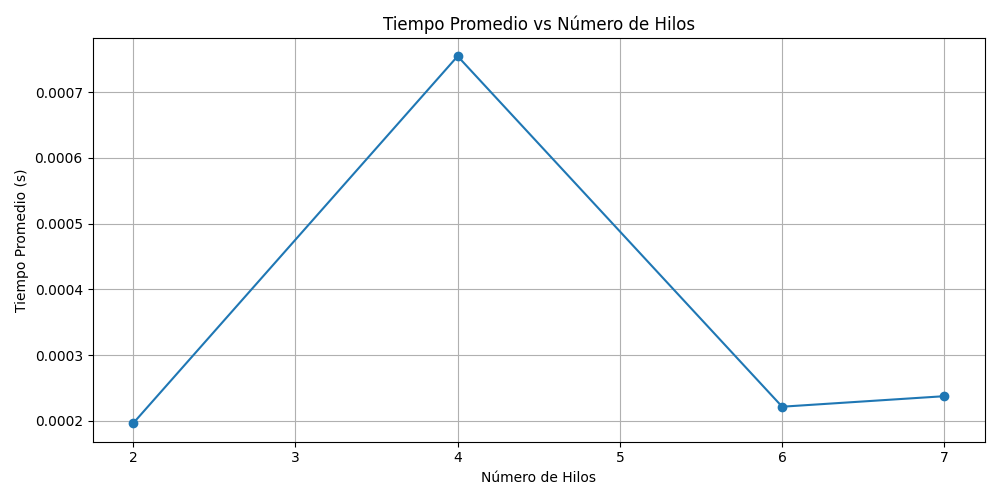 Tiempo Promedio vs Número de Hilos
Tiempo Promedio (s)
0.0007
0.0006
0.0005
0.0004
0.0003
0.0002
2 3 4 5 6 7
Número de Hilos